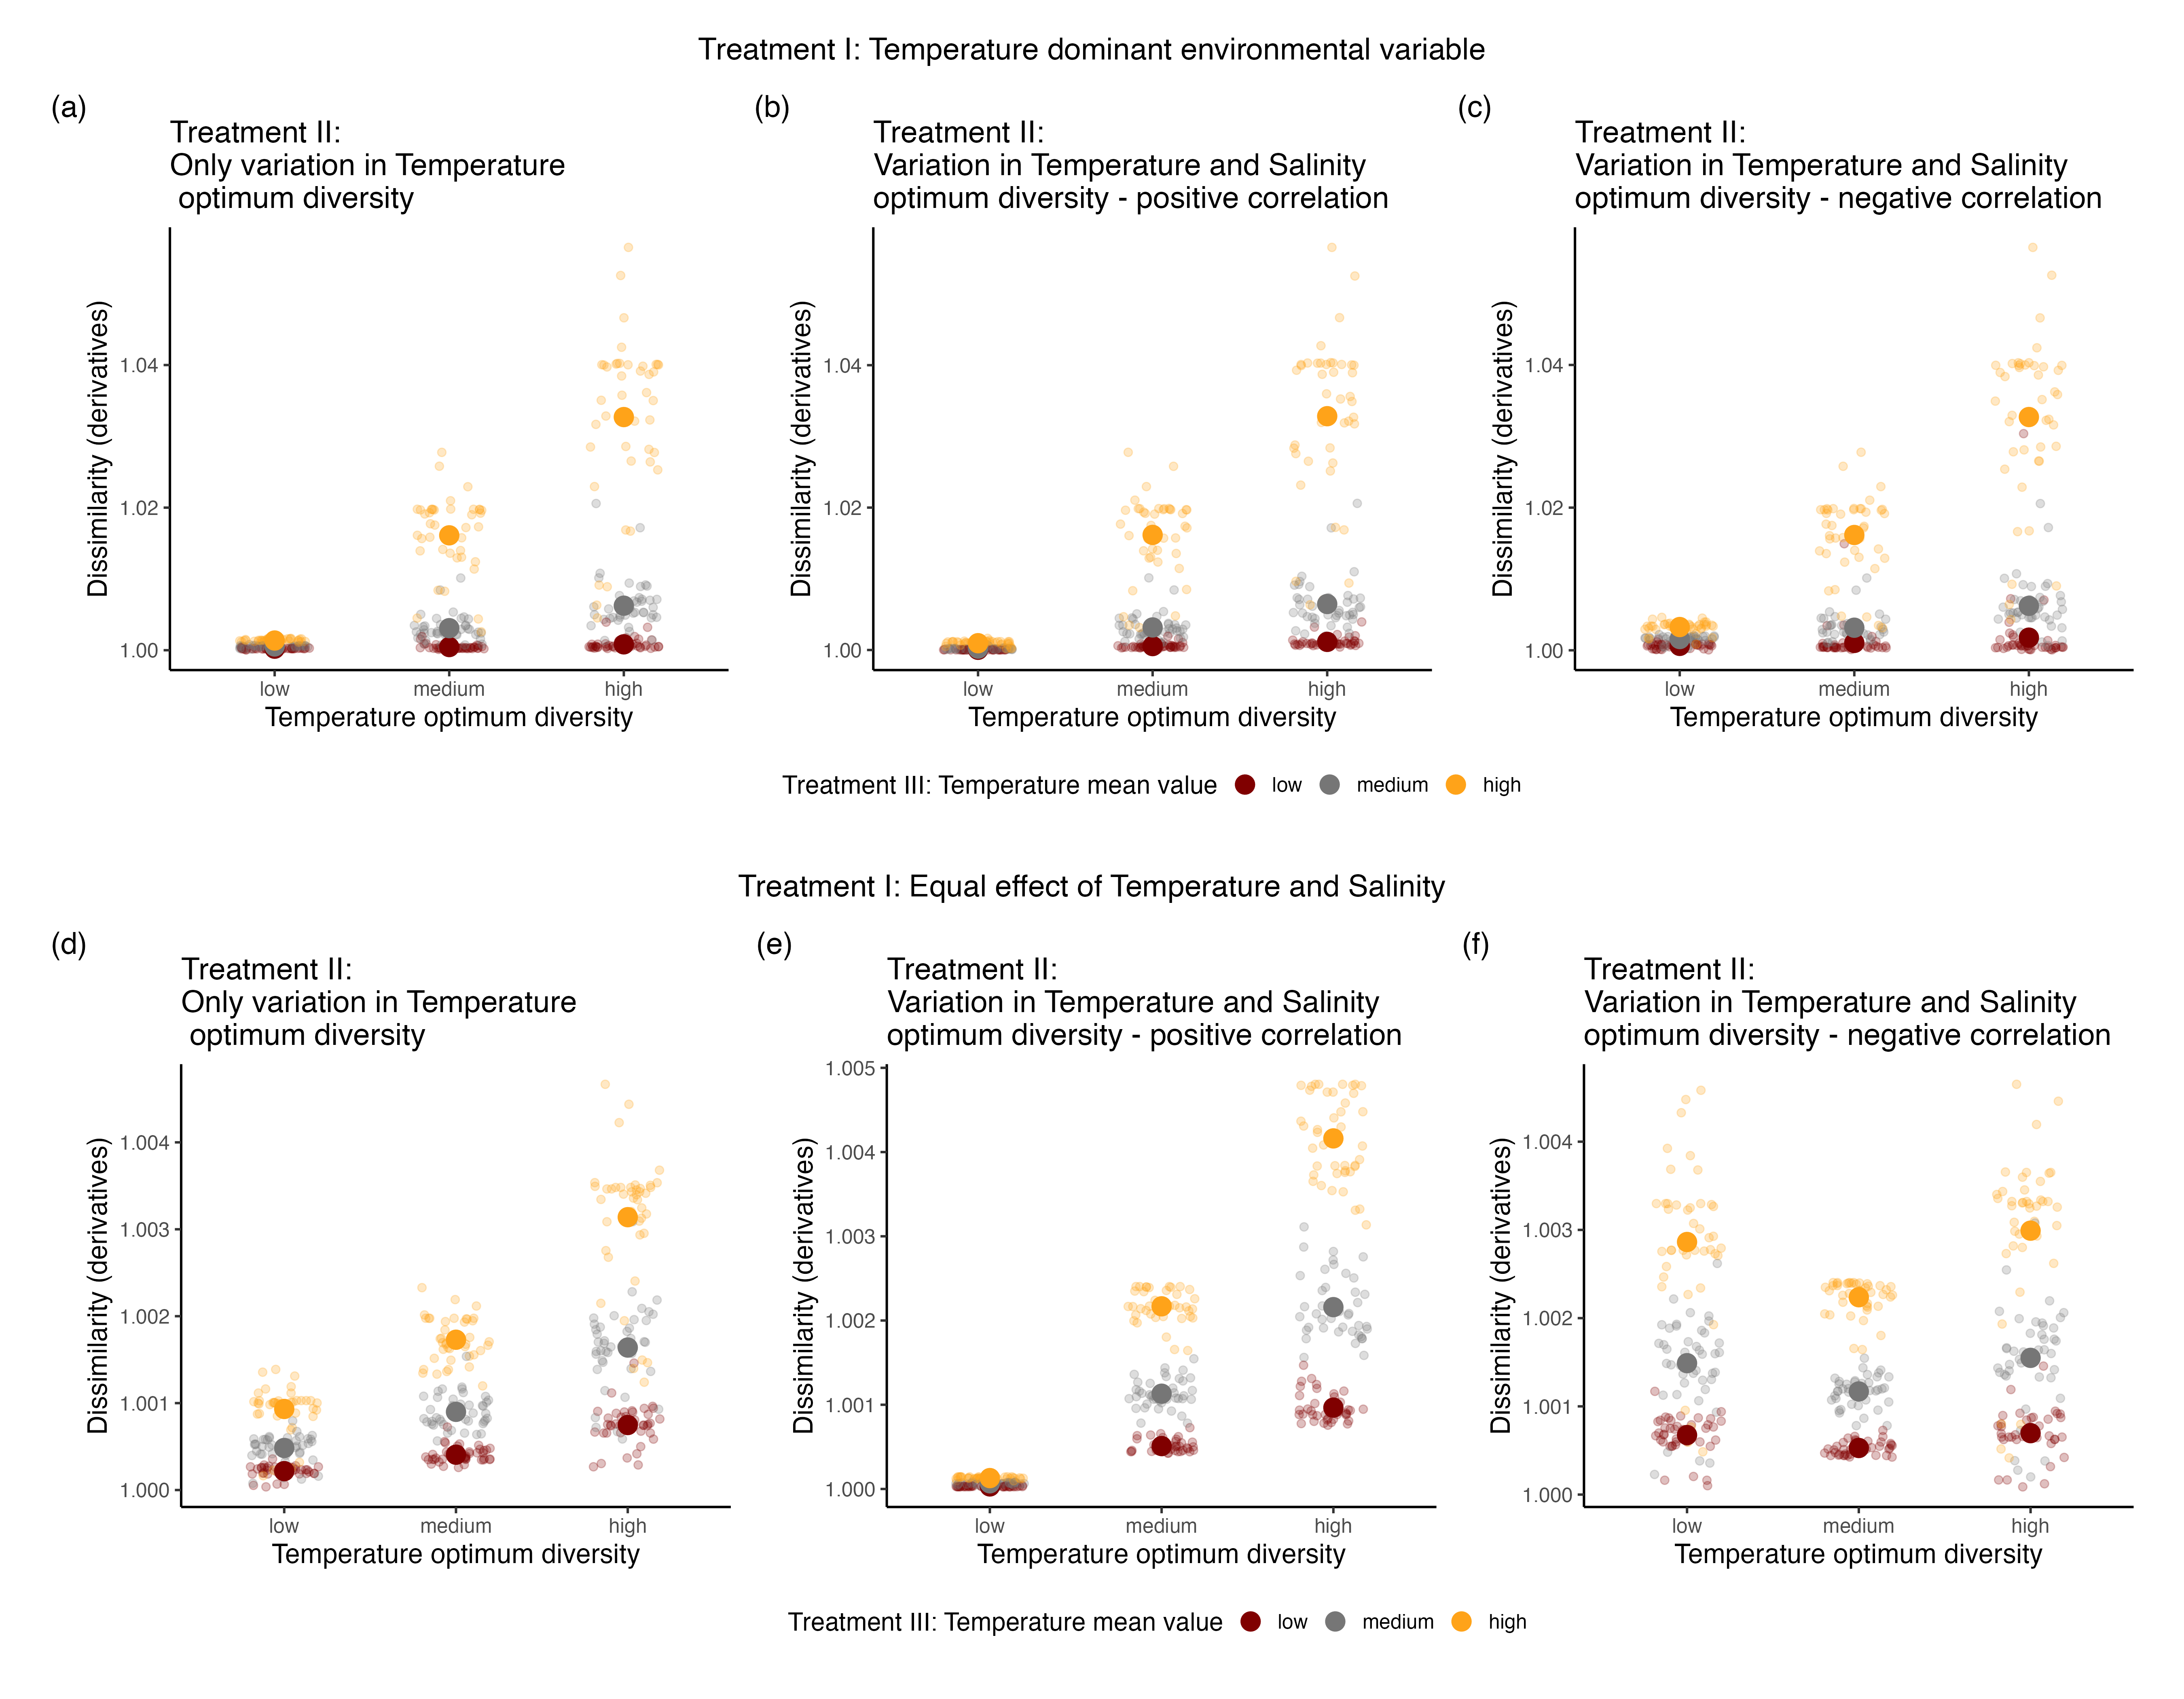 Treatment I: Temperature dominant environmental variable
(a)
Treatment II:
Only variation in Temperature
optimum diversity
Dissimilarity (derivatives)
1.04
1.02
1.00
low
medium
high
Temperature optimum diversity
(b)
Treatment II:
Variation in Temperature and Salinity
optimum diversity - positive correlation
Dissimilarity (derivatives)
1.04
1.02
1.00
low
medium
high
Temperature optimum diversity
(c)
Treatment II:
Variation in Temperature and Salinity
optimum diversity - negative correlation
Dissimilarity (derivatives)
1.04
1.02
1.00
low
medium
high
Temperature optimum diversity
Treatment III: Temperature mean value low medium high
Treatment I: Equal effect of Temperature and Salinity
(d)
Treatment II:
Only variation in Temperature
optimum diversity
Dissimilarity (derivatives)
1.004
1.003
1.002
1.001
1.000
low
medium
high
Temperature optimum diversity
(e)
Treatment II:
Variation in Temperature and Salinity
optimum diversity - positive correlation
Dissimilarity (derivatives)
1.005
1.004
1.003
1.002
1.001
1.000
low
medium
high
Temperature optimum diversity
(f)
Treatment II:
Variation in Temperature and Salinity
optimum diversity - negative correlation
Dissimilarity (derivatives)
1.004
1.003
1.002
1.001
1.000
low
medium
high
Temperature optimum diversity
Treatment III: Temperature mean value low medium high